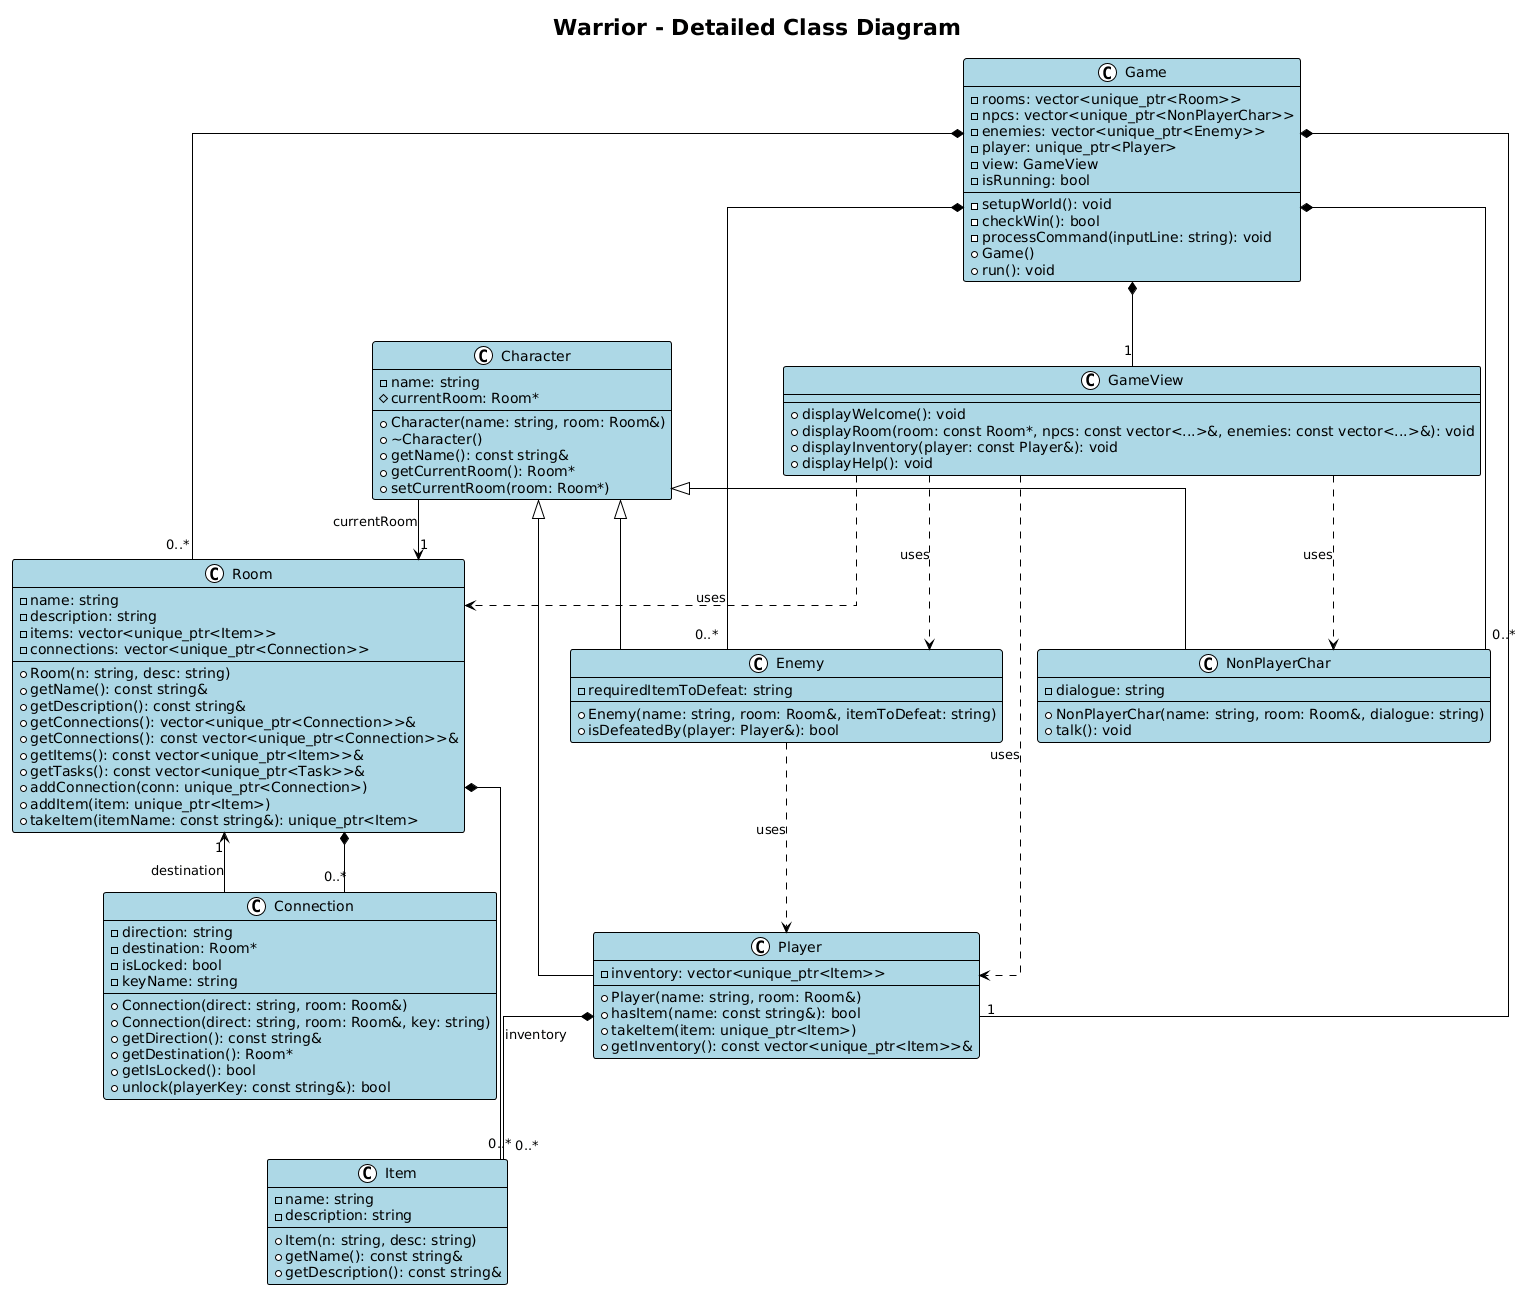 Warrior - Detailed Class Diagram
C Game
rooms: vector<unique_ptr<Room>>
npcs: vector<unique_ptr<NonPlayerChar>>
enemies: vector<unique_ptr<Enemy>>
player: unique_ptr<Player>
view: GameView
isRunning: bool
setupWorld(): void
checkWin(): bool
processCommand(inputLine: string): void
Game()
run(): void
C Character
name: string
currentRoom: Room*
Character(name: string, room: Room&)
~Character()
getName(): const string&
getCurrentRoom(): Room*
setCurrentRoom(room: Room*)
1
C GameView
displayWelcome(): void
displayRoom(room: const Room*, npcs: const vector<...>&, enemies: const vector<...>&): void
displayInventory(player: const Player&): void
displayHelp(): void
currentRoom
1
0..*
uses
uses
uses
0..*
0..*
C Room
name: string
description: string
items: vector<unique_ptr<Item>>
connections: vector<unique_ptr<Connection>>
Room(n: string, desc: string)
getName(): const string&
getDescription(): const string&
getConnections(): vector<unique_ptr<Connection>>&
getConnections(): const vector<unique_ptr<Connection>>&
getItems(): const vector<unique_ptr<Item>>&
getTasks(): const vector<unique_ptr<Task>>&
addConnection(conn: unique_ptr<Connection>)
addItem(item: unique_ptr<Item>)
takeItem(itemName: const string&): unique_ptr<Item>
C Enemy
requiredItemToDefeat: string
Enemy(name: string, room: Room&, itemToDefeat: string)
isDefeatedBy(player: Player&): bool
C NonPlayerChar
dialogue: string
NonPlayerChar(name: string, room: Room&, dialogue: string)
talk(): void
uses
uses
1
destination
0..*
C Connection
direction: string
destination: Room*
isLocked: bool
keyName: string
Connection(direct: string, room: Room&)
Connection(direct: string, room: Room&, key: string)
getDirection(): const string&
getDestination(): Room*
getIsLocked(): bool
unlock(playerKey: const string&): bool
C Player
inventory: vector<unique_ptr<Item>>
Player(name: string, room: Room&)
hasItem(name: const string&): bool
takeItem(item: unique_ptr<Item>)
getInventory(): const vector<unique_ptr<Item>>&
1
inventory
0..*
0..*
C Item
name: string
description: string
Item(n: string, desc: string)
getName(): const string&
getDescription(): const string&